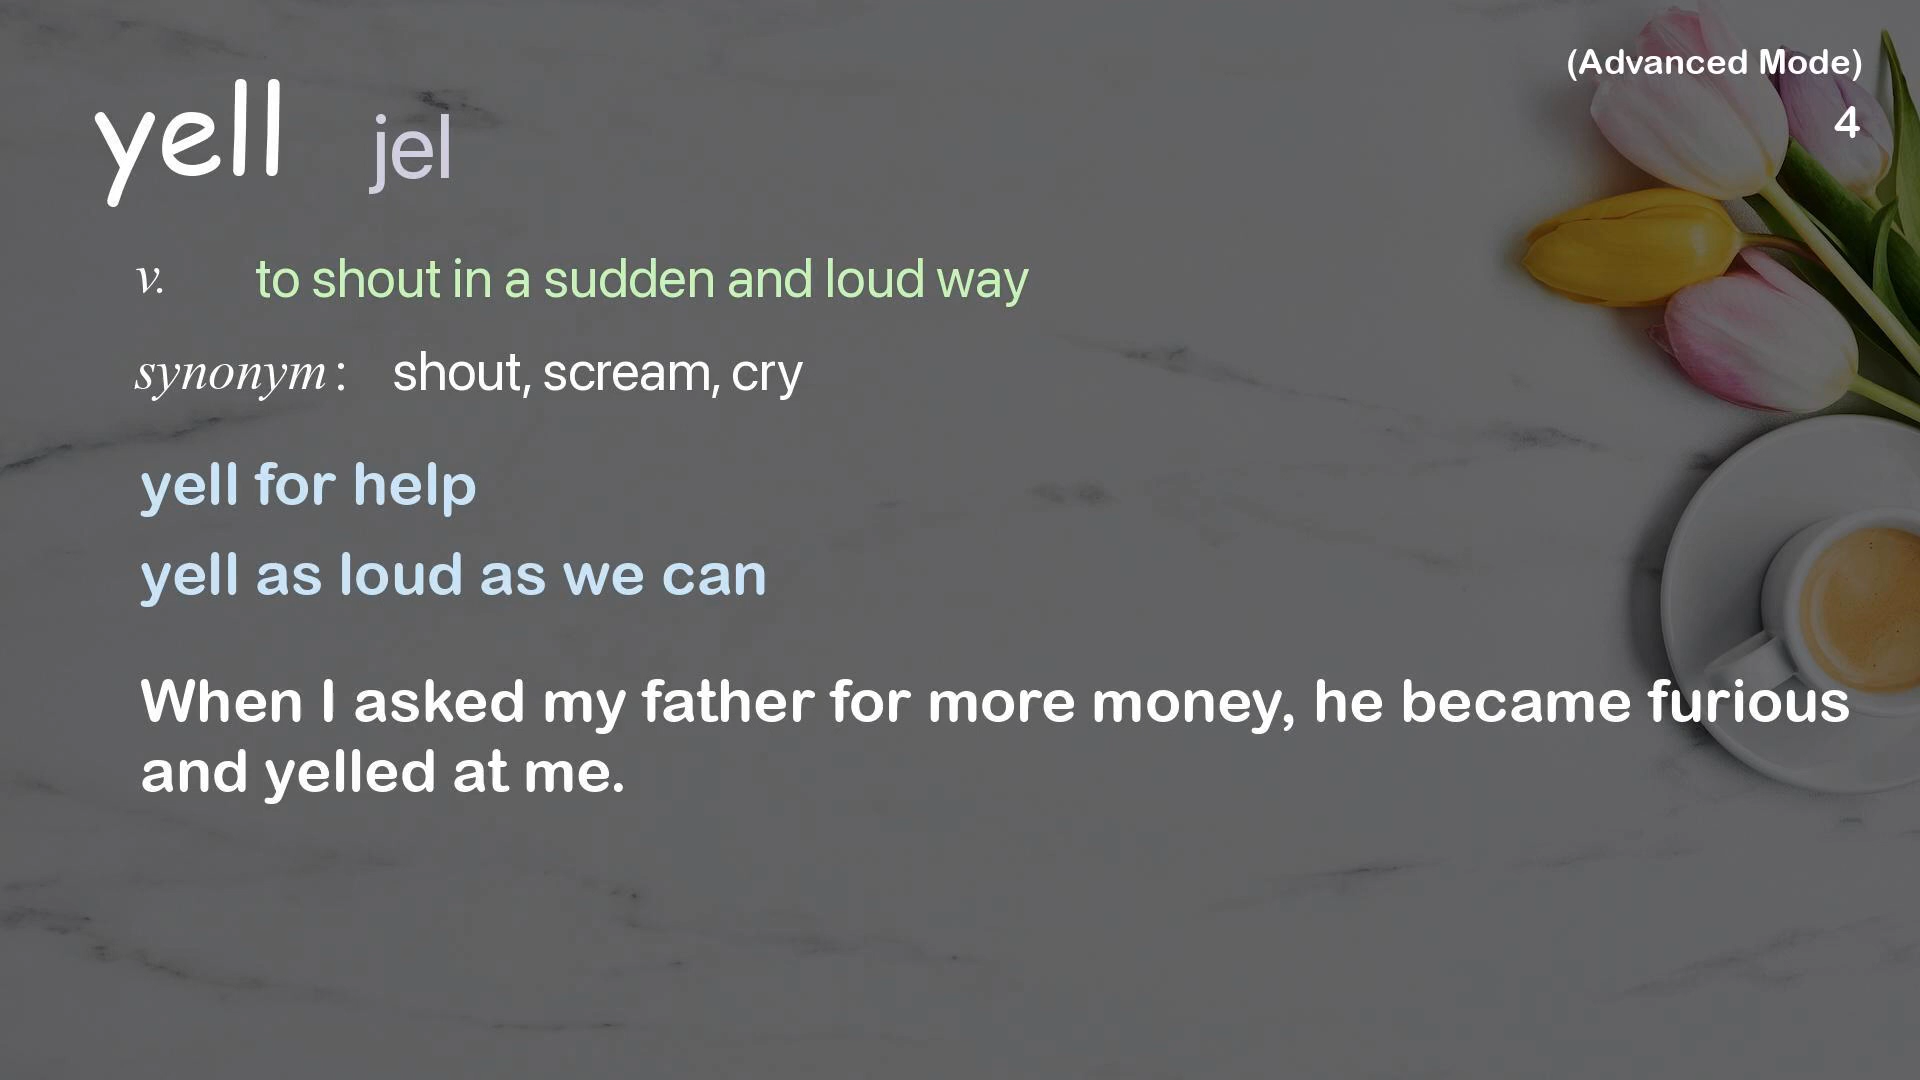 (Advanced Mode)
4
yell jel
v. to shout in a sudden and loud way
synonym: shout, scream, cry
yell for help
yell as loud as we can
When I asked my father for more money, he became furious
and yelled at me.